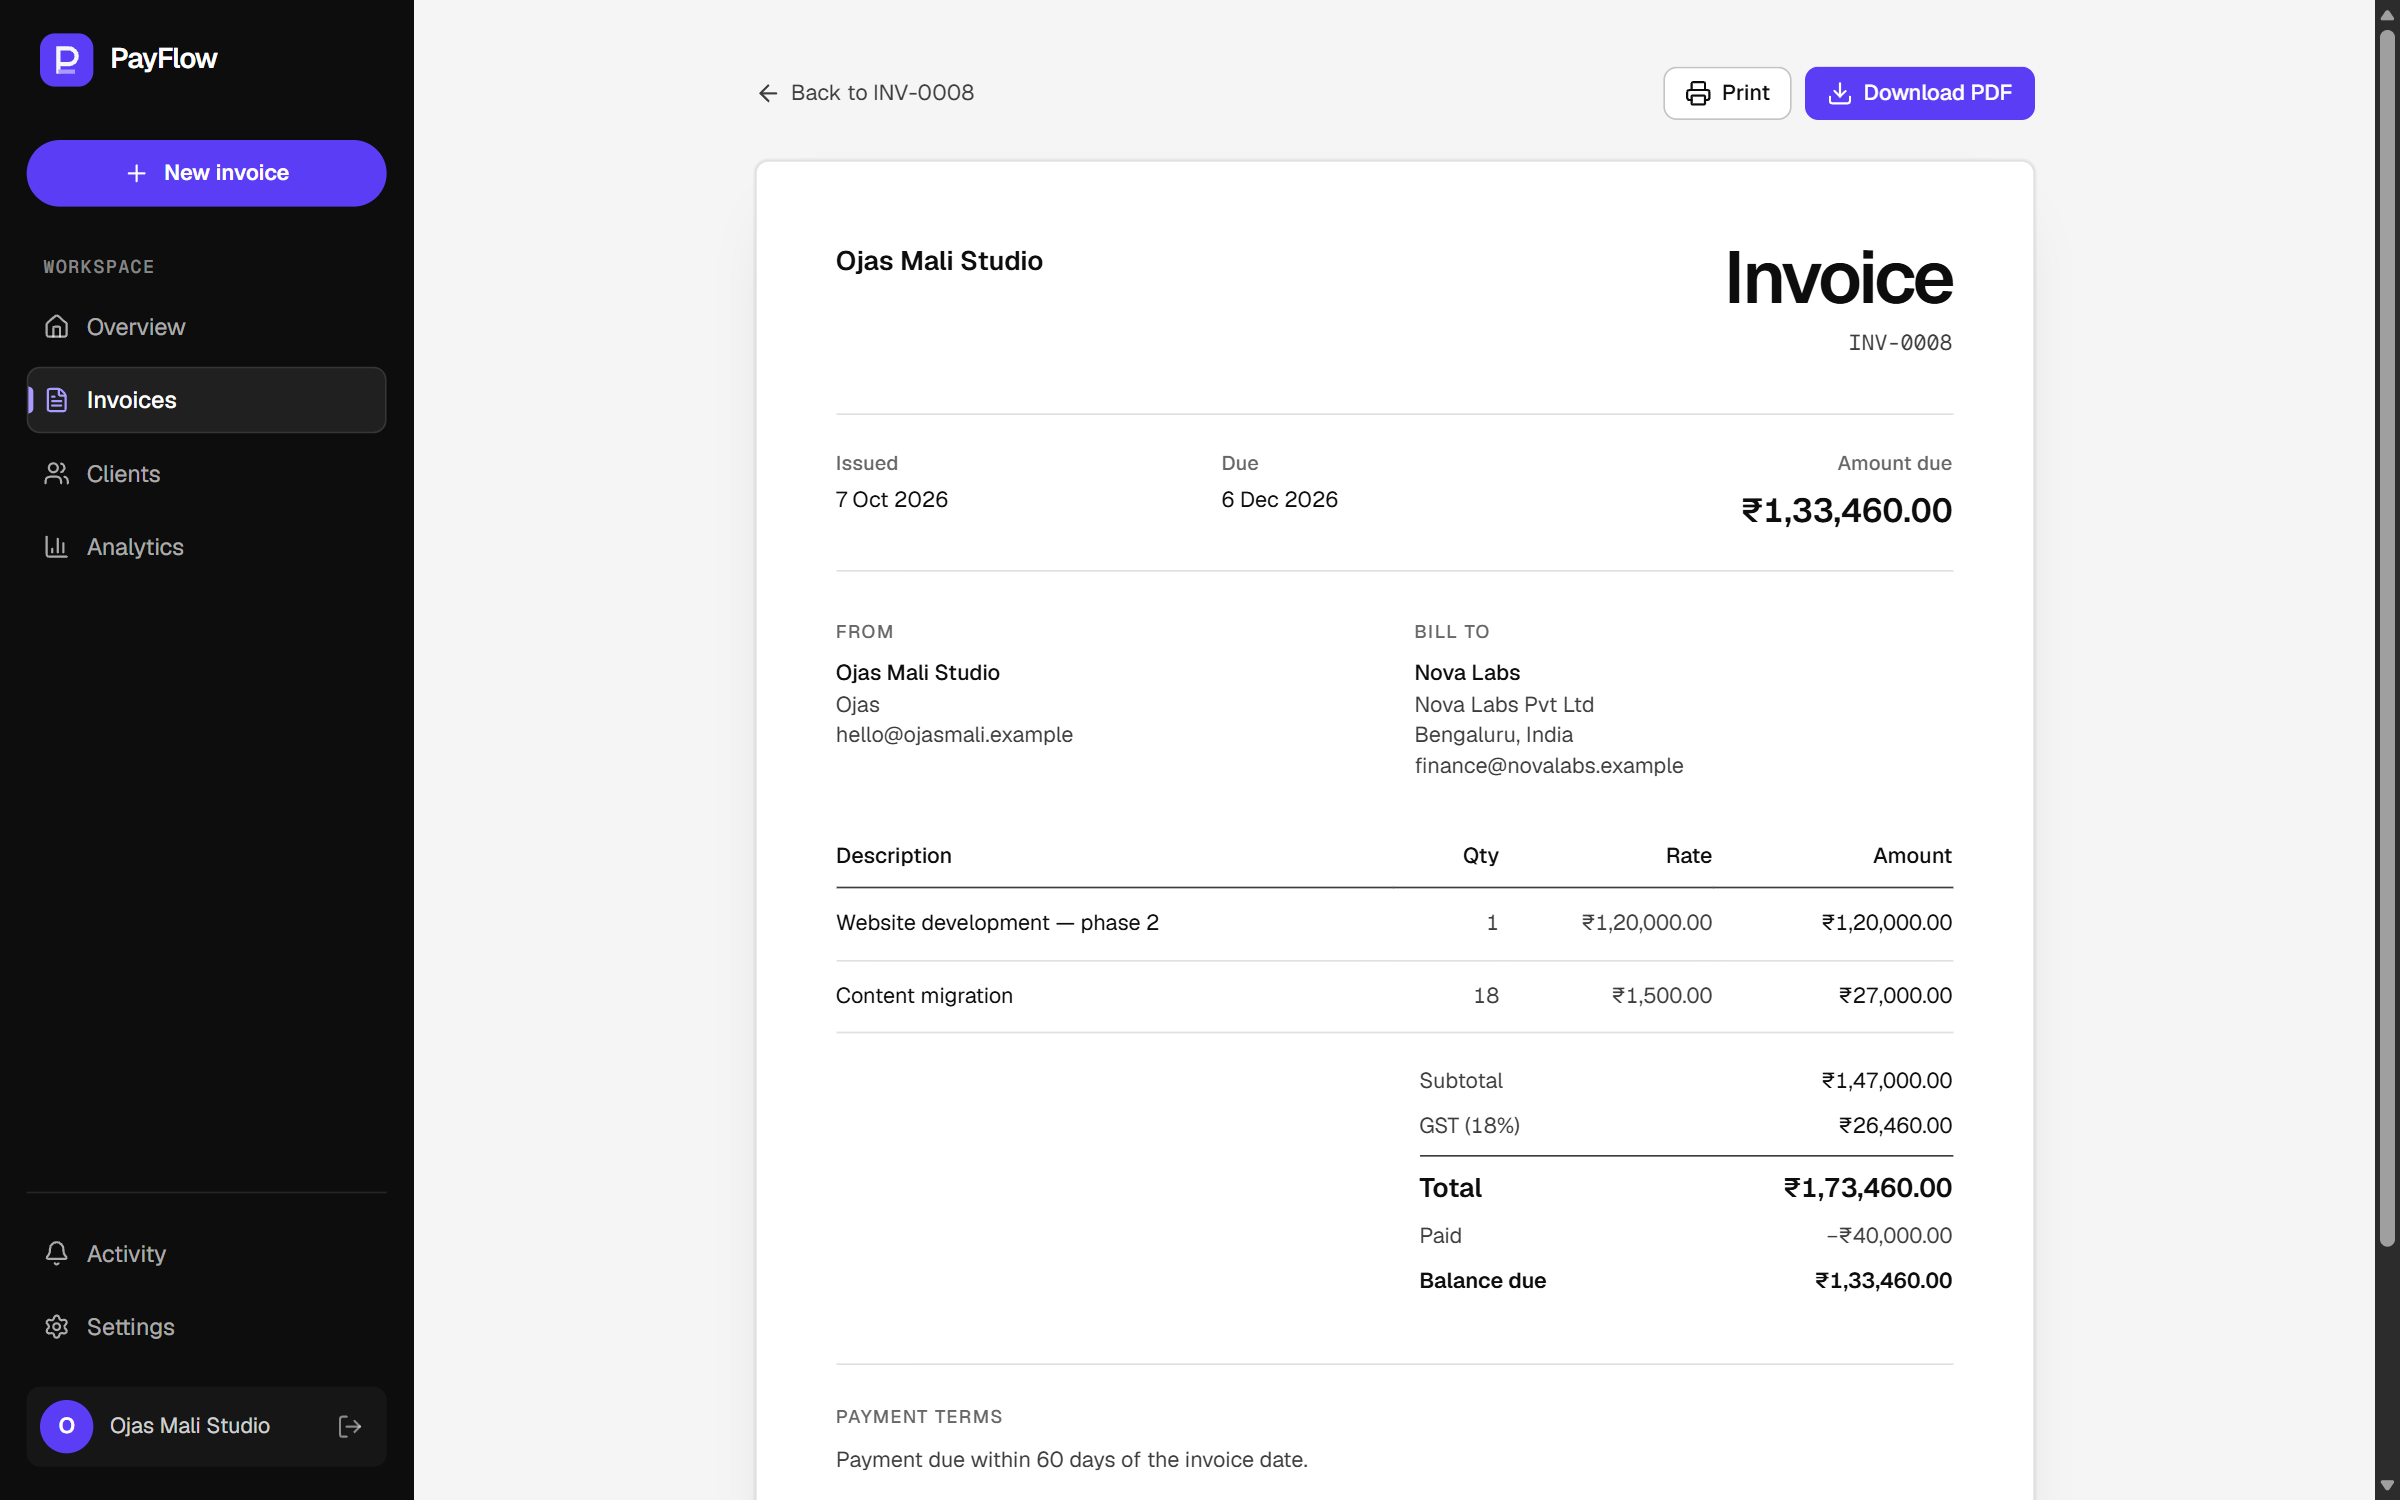 PayFlow
New invoice
WORKSPACE
Overview
Invoices
Clients
Analytics
Activity
Settings
O Ojas Mali Studio
Back to INV-0008
Print
Download PDF
Ojas Mali Studio
Invoice
INV-0008
Issued Due Amount due
7 Oct 2026 6 Dec 2026 ₹1,33,460.00
FROM
Ojas Mali Studio
Ojas
hello@ojasmali.example
BILL TO
Nova Labs
Nova Labs Pvt Ltd
Bengaluru, India
finance@novalabs.example
Description Qty Rate Amount
Website development — phase 2 1 ₹1,20,000.00 ₹1,20,000.00
Content migration 18 ₹1,500.00 ₹27,000.00
Subtotal ₹1,47,000.00
GST (18%) ₹26,460.00
Total ₹1,73,460.00
Paid −₹40,000.00
Balance due ₹1,33,460.00
PAYMENT TERMS
Payment due within 60 days of the invoice date.